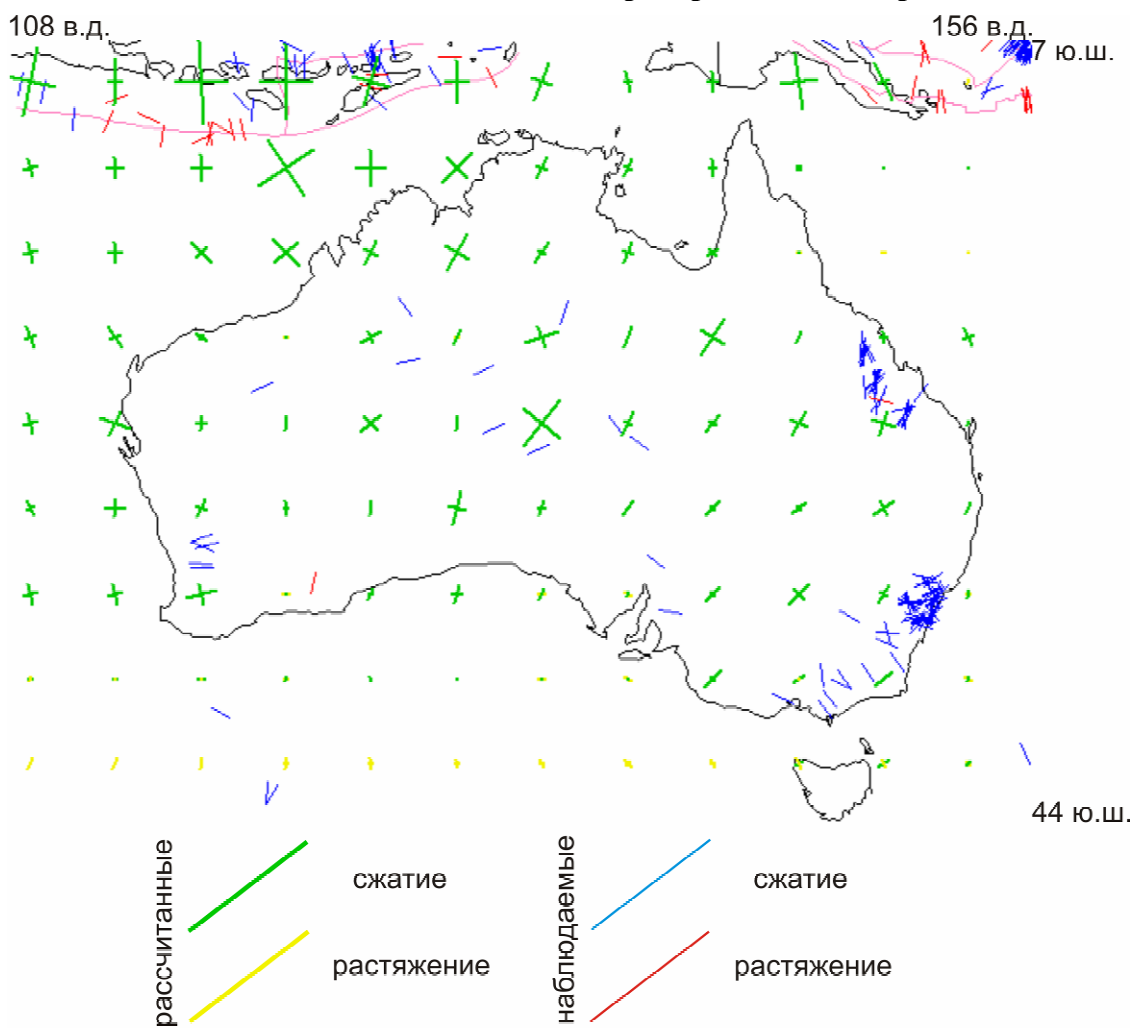 108 в.д.
156 в.д.
7 ю.ш.
44 ю.ш.
рассчитанные
сжатие
растяжение
наблюдаемые
сжатие
растяжение